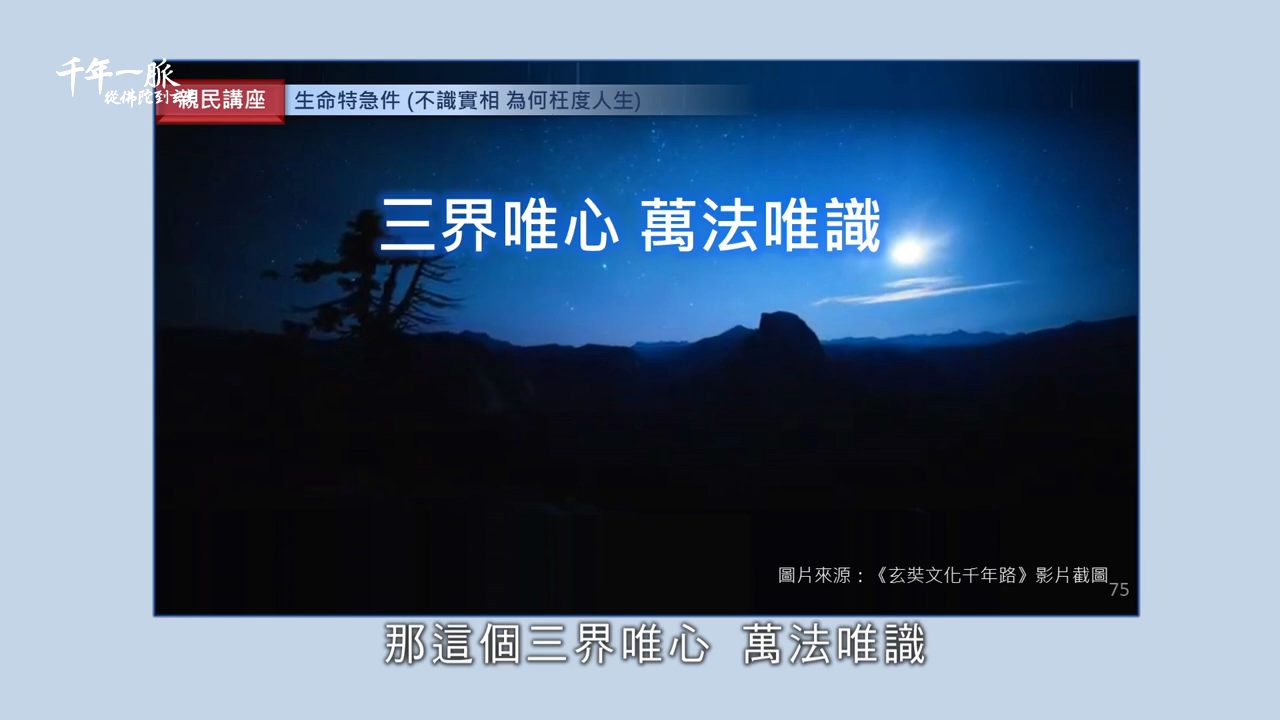 千年一脈
從佛陀到
親民講座
生命特急件 (不識實相 為何枉度人生)
三界唯心 萬法唯識
圖片來源：《玄奘文化千年路》影片截圖
75
那這個三界唯心 萬法唯識